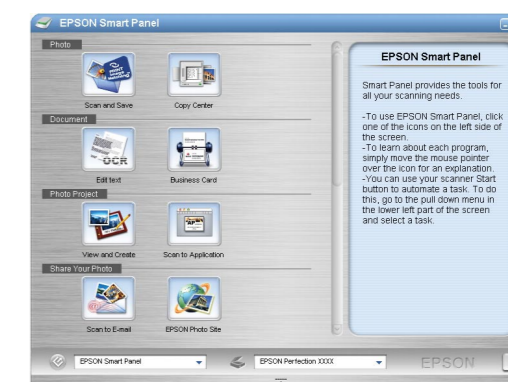 EPSON Smart Panel
Photo
Scan and Save Copy Center
Document
OCR
Edit text Business Card
Photo Project
View and Create Scan to Application
Share Your Photo
Scan to E-mail EPSON Photo Site
EPSON Smart Panel
Smart Panel provides the tools for
all your scanning needs.
-To use EPSON Smart Panel, click
one of the icons on the left side of
the screen.
-To learn about each program,
simply move the mouse pointer
over the icon for an explanation.
-You can use your scanner Start
button to automate a task. To do
this, go to the pull down menu in
the lower left part of the screen
and select a task.
EPSON Smart Panel EPSON Perfection XXXX EPSON